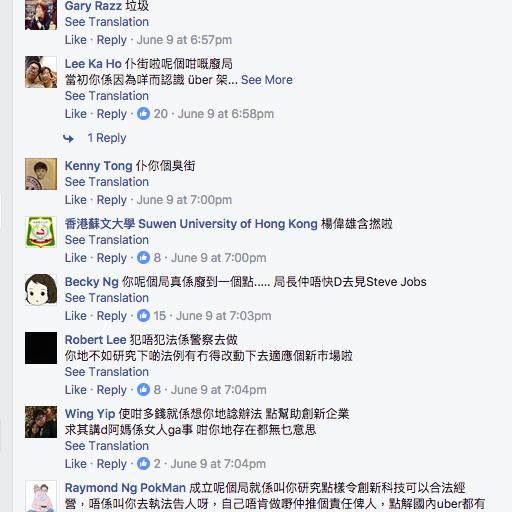 Gary Razz 垃圾
See Translation
Like · Reply · June 9 at 6:57pm
Lee Ka Ho 仆街啦呢個咁嘅廢局
當初你係因為咩而認識 über 架... See More
See Translation
Like · Reply · 20 · June 9 at 6:58pm
1 Reply
Kenny Tong 仆你個臭街
See Translation
Like · Reply · June 9 at 7:00pm
香港蘇文大學 Suwen University of Hong Kong 楊偉雄含撚啦
See Translation
Like · Reply · 8 · June 9 at 7:00pm
Becky Ng 你呢個局真係廢到一個點..... 局長仲唔快D去見Steve Jobs
See Translation
Like · Reply · 15 · June 9 at 7:03pm
Robert Lee 犯唔犯法係警察去做
你地不如研究下啲法例有冇得改動下去適應個新市場啦
See Translation
Like · Reply · 8 · June 9 at 7:04pm
Wing Yip 使咁多錢就係想你地諗辦法 點幫助創新企業
求其講d阿媽係女人ga事 咁你地存在都無乜意思
See Translation
Like · Reply · 2 · June 9 at 7:04pm
Raymond Ng PokMan 成立呢個局就係叫你研究點樣令創新科技可以合法經
營，唔係叫你去執法告人呀，自己唔肯做嘢仲推個責任俾人，點解國內uber都有